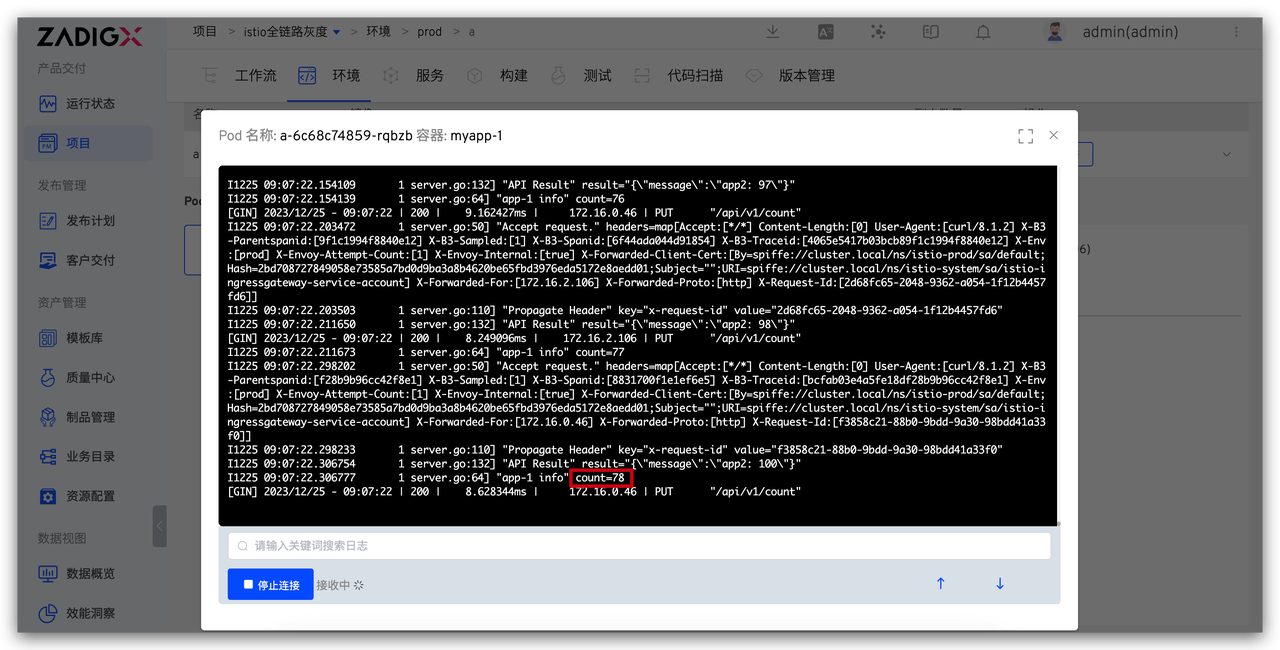 ZADIGX
项目 > istio全链路灰度 > 环境 > prod > a
admin(admin)
产品交付
工作流 环境 服务 构建 测试 代码扫描 版本管理
运行状态
项目
发布管理
发布计划
客户交付
资产管理
模板库
质量中心
制品管理
业务目录
资源配置
数据视图
数据概览
效能洞察
a
Pod 名称: a-6c68c74859-rqbzb 容器: myapp-1
I1225 09:07:22.154109 1 server.go:132] "API Result" result="{\"message\":\"app2: 97\"}"
I1225 09:07:22.154139 1 server.go:64] "app-1 info" count=76
[GIN] 2023/12/25 - 09:07:22 | 200 | 9.162427ms | 172.16.0.46 | PUT "/api/v1/count"
I1225 09:07:22.203472 1 server.go:50] "Accept request." headers=map[Accept:[*/*] Content-Length:[0] User-Agent:[curl/8.1.2] X-B3
-Parentspanid:[9f1c1994f8840e12] X-B3-Sampled:[1] X-B3-Spanid:[6f44ada044d91854] X-B3-Traceid:[4065e5417b03bcb89f1c1994f8840e12] X-Env
:[prod] X-Envoy-Attempt-Count:[1] X-Envoy-Internal:[true] X-Forwarded-Client-Cert:[By=spiffe://cluster.local/ns/istio-prod/sa/default;
Hash=2bd708727849058e73585a7bd0d9ba3a8b4620be65fbd3976eda5172e8aedd01;Subject="";URI=spiffe://cluster.local/ns/istio-system/sa/istio-i
ngressgateway-service-account] X-Forwarded-For:[172.16.2.106] X-Forwarded-Proto:[http] X-Request-Id:[2d68fc65-2048-9362-a054-1f12b4457
fd6]]
I1225 09:07:22.203503 1 server.go:110] "Propagate Header" key="x-request-id" value="2d68fc65-2048-9362-a054-1f12b4457fd6"
I1225 09:07:22.211650 1 server.go:132] "API Result" result="{\"message\":\"app2: 98\"}"
[GIN] 2023/12/25 - 09:07:22 | 200 | 8.249096ms | 172.16.2.106 | PUT "/api/v1/count"
I1225 09:07:22.211673 1 server.go:64] "app-1 info" count=77
I1225 09:07:22.298202 1 server.go:50] "Accept request." headers=map[Accept:[*/*] Content-Length:[0] User-Agent:[curl/8.1.2] X-B3
-Parentspanid:[f28b9b96cc42f8e1] X-B3-Sampled:[1] X-B3-Spanid:[8831700f1e1ef6e5] X-B3-Traceid:[bcfab03e4a5fe18df28b9b96cc42f8e1] X-Env
:[prod] X-Envoy-Attempt-Count:[1] X-Envoy-Internal:[true] X-Forwarded-Client-Cert:[By=spiffe://cluster.local/ns/istio-prod/sa/default;
Hash=2bd708727849058e73585a7bd0d9ba3a8b4620be65fbd3976eda5172e8aedd01;Subject="";URI=spiffe://cluster.local/ns/istio-system/sa/istio-i
ngressgateway-service-account] X-Forwarded-For:[172.16.0.46] X-Forwarded-Proto:[http] X-Request-Id:[f3858c21-88b0-9bdd-9a30-98bdd41a33
f0]]
I1225 09:07:22.298233 1 server.go:110] "Propagate Header" key="x-request-id" value="f3858c21-88b0-9bdd-9a30-98bdd41a33f0"
I1225 09:07:22.306754 1 server.go:132] "API Result" result="{\"message\":\"app2: 100\"}"
I1225 09:07:22.306777 1 server.go:64] "app-1 info" count=78
[GIN] 2023/12/25 - 09:07:22 | 200 | 8.628344ms | 172.16.0.46 | PUT "/api/v1/count"
请输入关键词搜索日志
停止连接 接收中